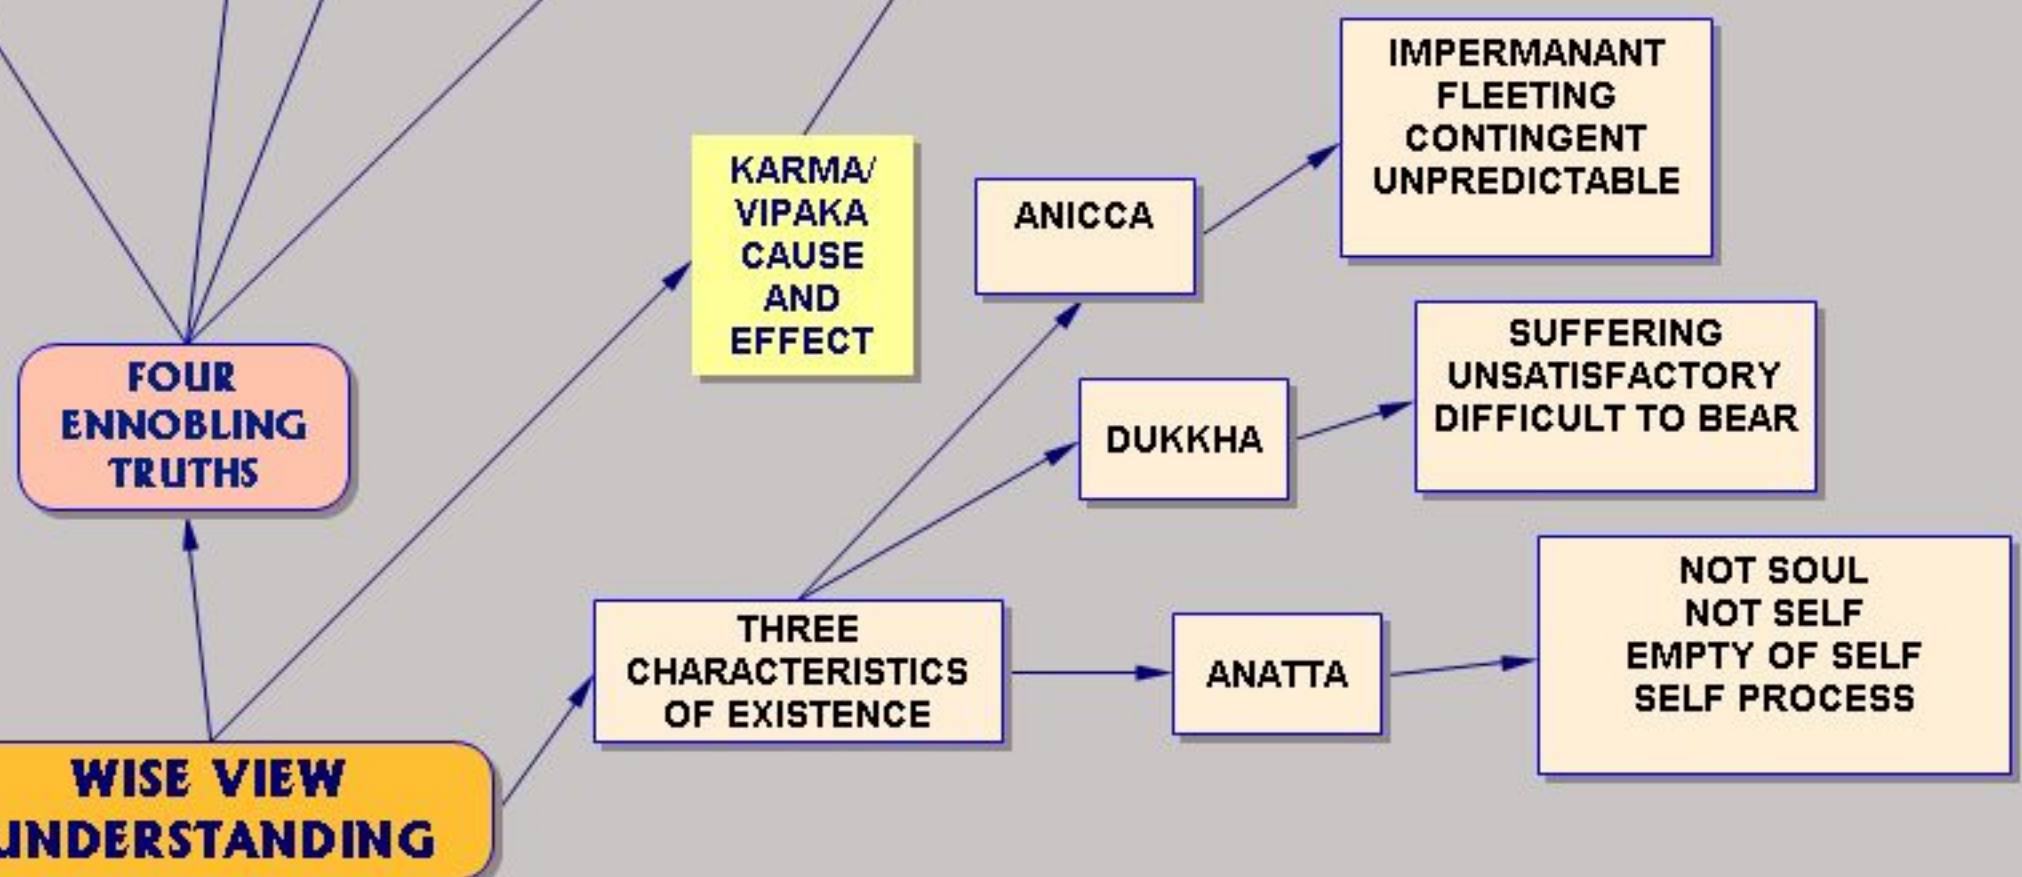 IMPERMANANT
FLEETING
CONTINGENT
UNPREDICTABLE
KARMA/
VIPAKA
CAUSE
AND
EFFECT
ANICCA
SUFFERING
UNSATISFACTORY
DIFFICULT TO BEAR
FOUR
ENNOBLING
TRUTHS
DUKKHA
NOT SOUL
NOT SELF
EMPTY OF SELF
SELF PROCESS
THREE
CHARACTERISTICS
OF EXISTENCE
ANATTA
WISE VIEW
UNDERSTANDING